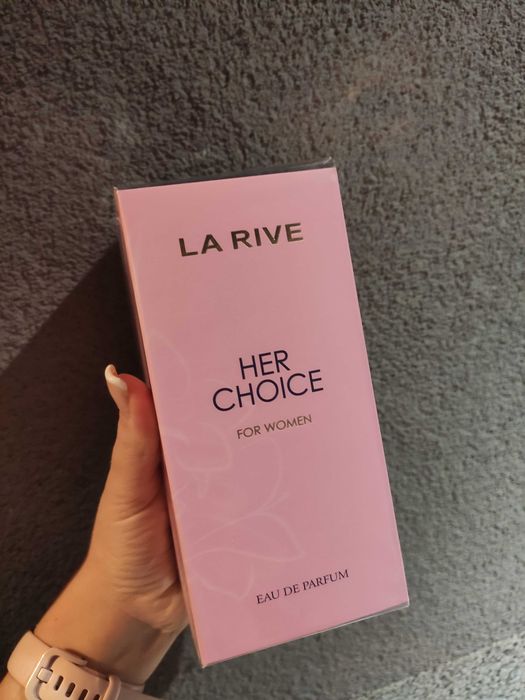 LA RIVE
HER
CHOICE
FOR WOMEN
EAU DE PARFUM